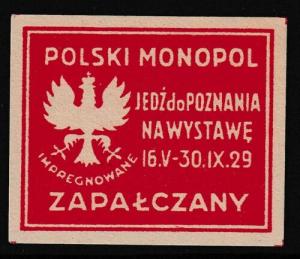 POLSKI MONOPOL
JEDŹ do POZNANIA
NA WYSTAWĘ
16.V-30.IX.29
IMPREGNOWANE
ZAPAŁCZANY